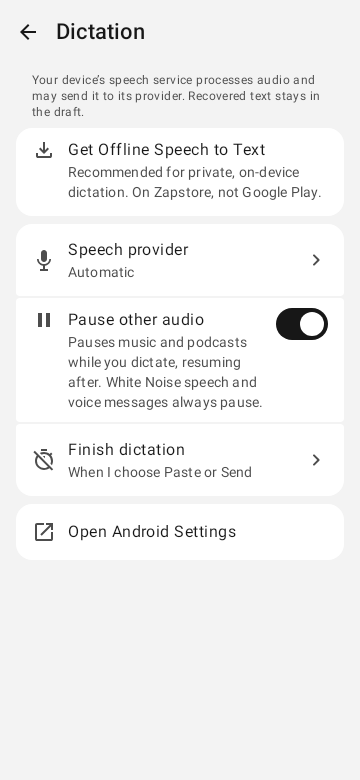 Dictation
Your device’s speech service processes audio and
may send it to its provider. Recovered text stays in
the draft.
Get Offline Speech to Text
Recommended for private, on-device
dictation. On Zapstore, not Google Play.
Speech provider
Automatic
Pause other audio
Pauses music and podcasts
while you dictate, resuming
after. White Noise speech and
voice messages always pause.
Finish dictation
When I choose Paste or Send
Open Android Settings